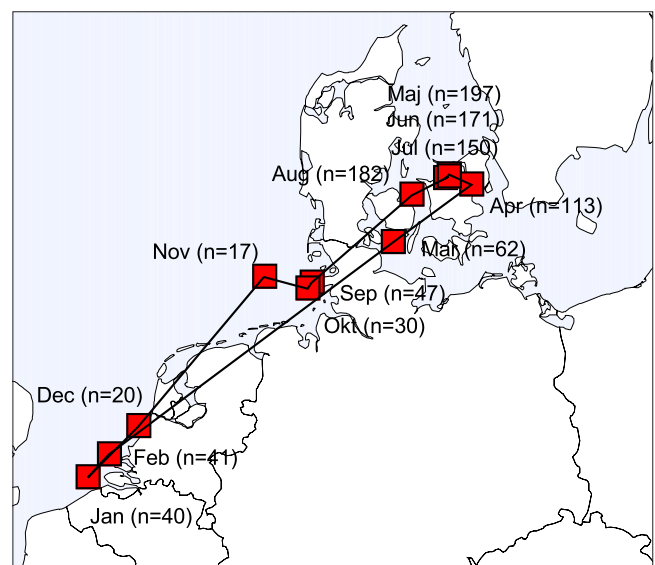 Maj (n=197)
Jun (n=171)
Jul (n=150)
Aug (n=182)
Apr (n=113)
Nov (n=17)
Mar (n=62)
Sep (n=47)
Okt (n=30)
Dec (n=20)
Feb (n=41)
Jan (n=40)